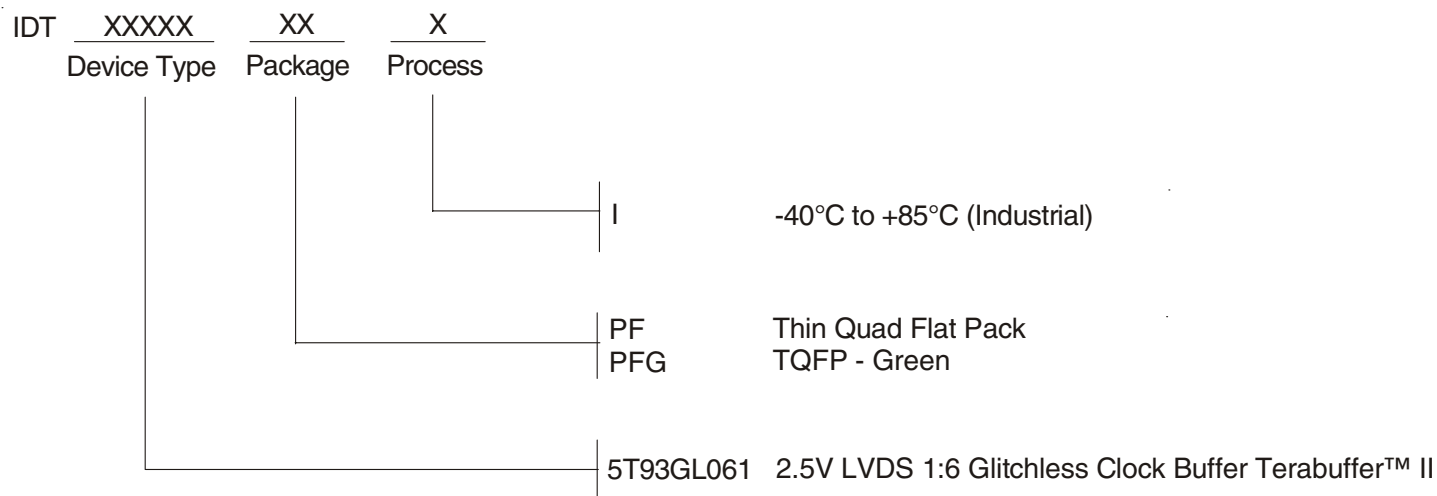 IDT XXXXX XX X
Device Type Package Process
I -40°C to +85°C (Industrial)
PF Thin Quad Flat Pack
PFG TQFP - Green
5T93GL061 2.5V LVDS 1:6 Glitchless Clock Buffer Terabuffer™ II